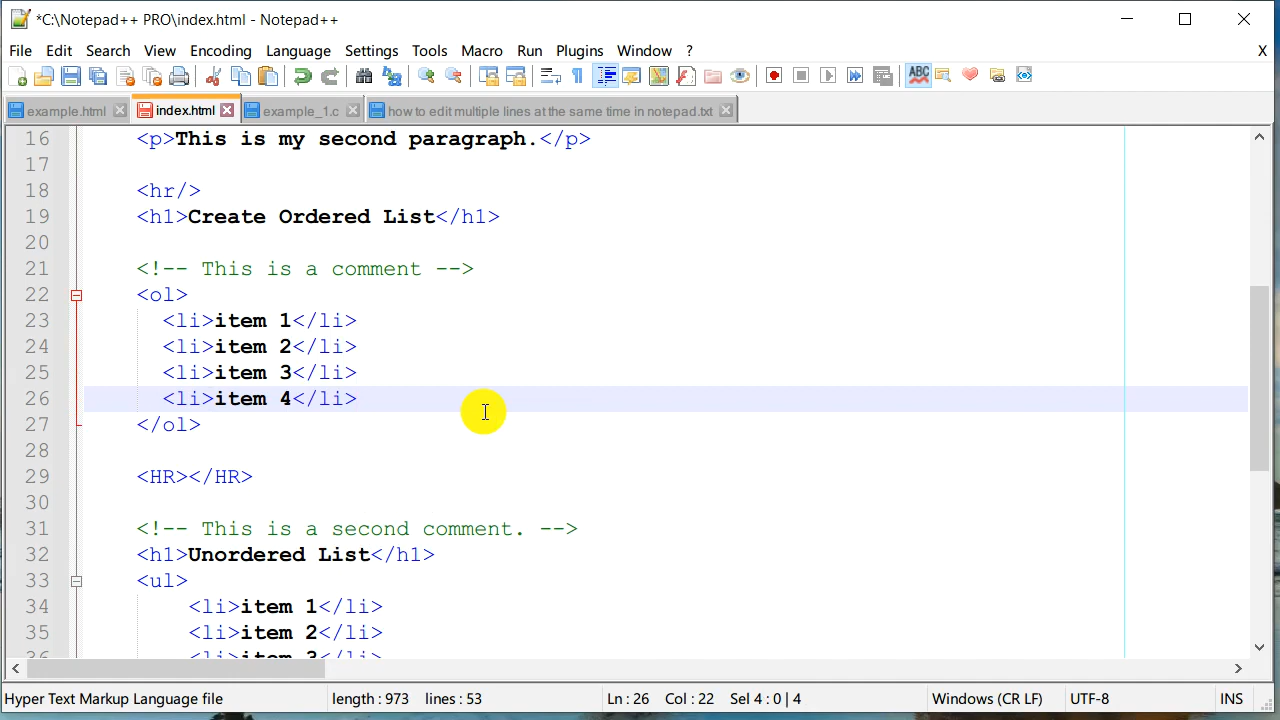 *C:\Notepad++ PRO\index.html - Notepad++
File Edit Search View Encoding Language Settings Tools Macro Run Plugins Window ? X
ABC
example.html index.html example_1.c how to edit multiple lines at the same time in notepad.txt
16 <p>This is my second paragraph.</p>
17
18 <hr/>
19 <h1>Create Ordered List</h1>
20
21 <!-- This is a comment -->
22 <ol>
23 <li>item 1</li>
24 <li>item 2</li>
25 <li>item 3</li>
26 <li>item 4</li>
27 </ol>
28
29 <HR></HR>
30
31 <!-- This is a second comment. -->
32 <h1>Unordered List</h1>
33 <ul>
34 <li>item 1</li>
35 <li>item 2</li>
36 <li>item 3</li>
Hyper Text Markup Language file length : 973 lines : 53 Ln : 26 Col : 22 Sel 4 : 0 | 4 Windows (CR LF) UTF-8 INS